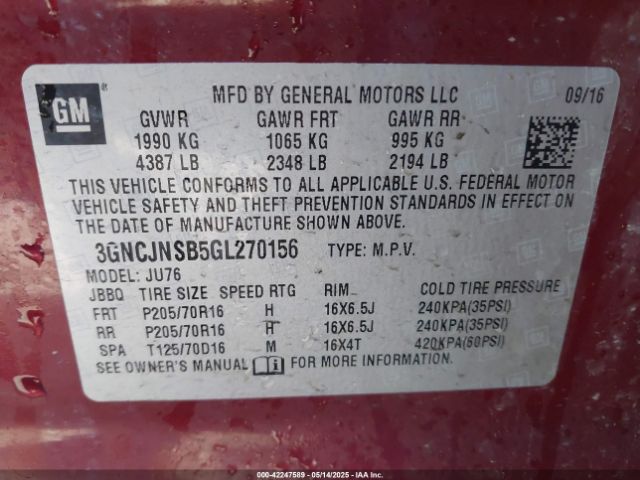 GM
MFD BY GENERAL MOTORS LLC 09/16
GVWR GAWR FRT GAWR RR
1990 KG 1065 KG 995 KG
4387 LB 2348 LB 2194 LB
THIS VEHICLE CONFORMS TO ALL APPLICABLE U.S. FEDERAL MOTOR
VEHICLE SAFETY AND THEFT PREVENTION STANDARDS IN EFFECT ON
THE DATE OF MANUFACTURE SHOWN ABOVE.
3GNCJNSB5GL270156 TYPE: M.P.V.
MODEL: JU76
JBBQ TIRE SIZE SPEED RTG RIM COLD TIRE PRESSURE
FRT P205/70R16 H 16X6.5J 240KPA(35PSI)
RR P205/70R16 H 16X6.5J 240KPA(35PSI)
SPA T125/70D16 M 16X4T 420KPA(60PSI)
SEE OWNER'S MANUAL FOR MORE INFORMATION.
000-42247589 - 05/14/2025 - IAA Inc.